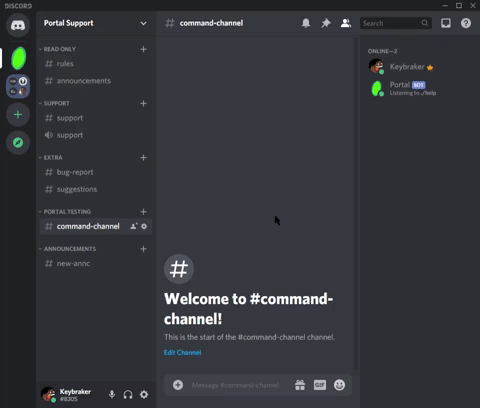 DISCORD
Portal Support
# command-channel
Search
READ ONLY
# rules
# announcements
SUPPORT
# support
support
EXTRA
# bug-report
# suggestions
PORTAL TESTING
# command-channel
ANNOUNCEMENTS
# new-annc
Keybraker
#8305
#
Welcome to #command-
channel!
This is the start of the #command-channel channel.
Edit Channel
Message #command-channel
GIF
ONLINE—2
Keybraker
Portal BOT
Listening to ./help